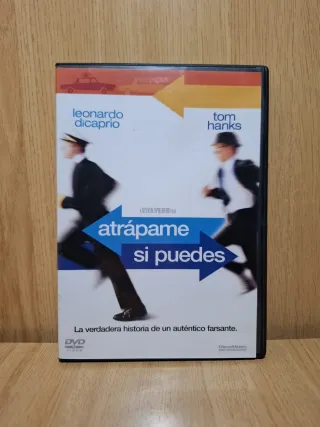 leonardo
dicaprio
tom
hanks
atrápame
si puedes
La verdadera historia de un auténtico farsante.
DVD